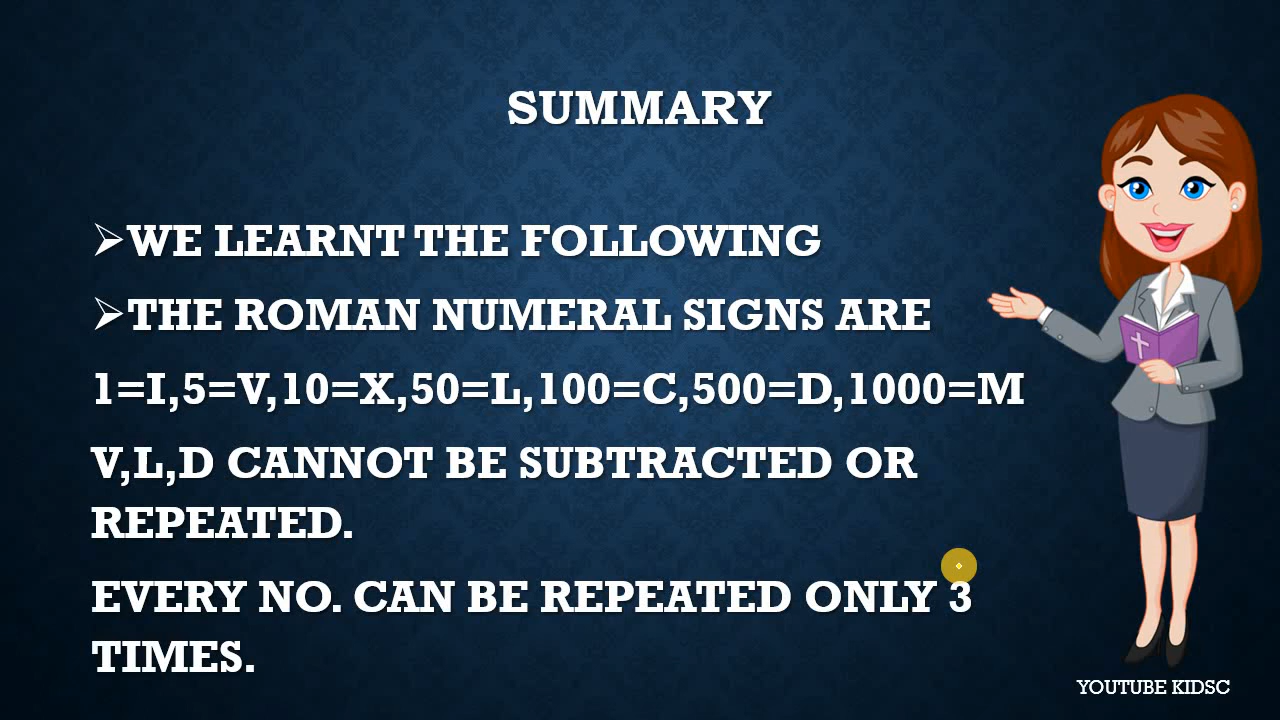 SUMMARY
➢WE LEARNT THE FOLLOWING
➢THE ROMAN NUMERAL SIGNS ARE
1=I,5=V,10=X,50=L,100=C,500=D,1000=M
V,L,D CANNOT BE SUBTRACTED OR
REPEATED.
EVERY NO. CAN BE REPEATED ONLY 3
TIMES.
YOUTUBE KIDSC